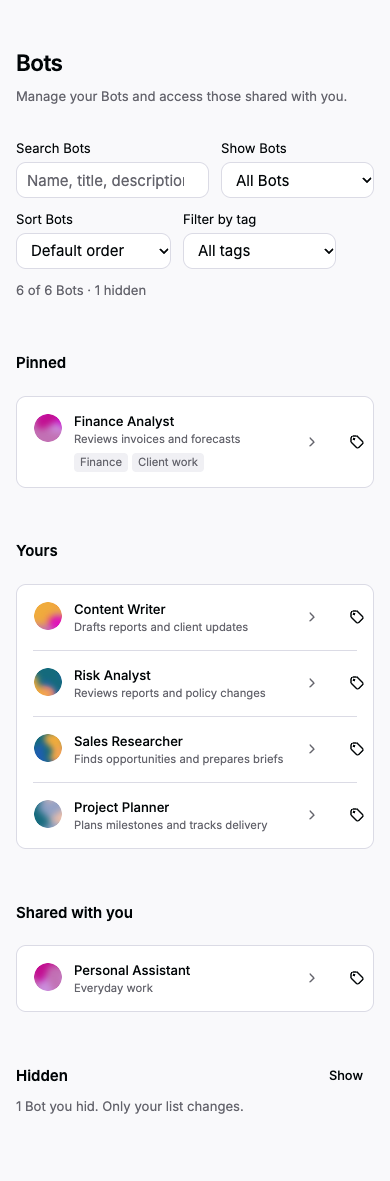 Bots
Manage your Bots and access those shared with you.
Search Bots
Show Bots
Name, title, descriptio
All Bots
Sort Bots
Filter by tag
Default order
All tags
6 of 6 Bots · 1 hidden
Pinned
Finance Analyst
Reviews invoices and forecasts
Finance
Client work
Yours
Content Writer
Drafts reports and client updates
Risk Analyst
Reviews reports and policy changes
Sales Researcher
Finds opportunities and prepares briefs
Project Planner
Plans milestones and tracks delivery
Shared with you
Personal Assistant
Everyday work
Hidden
Show
1 Bot you hid. Only your list changes.